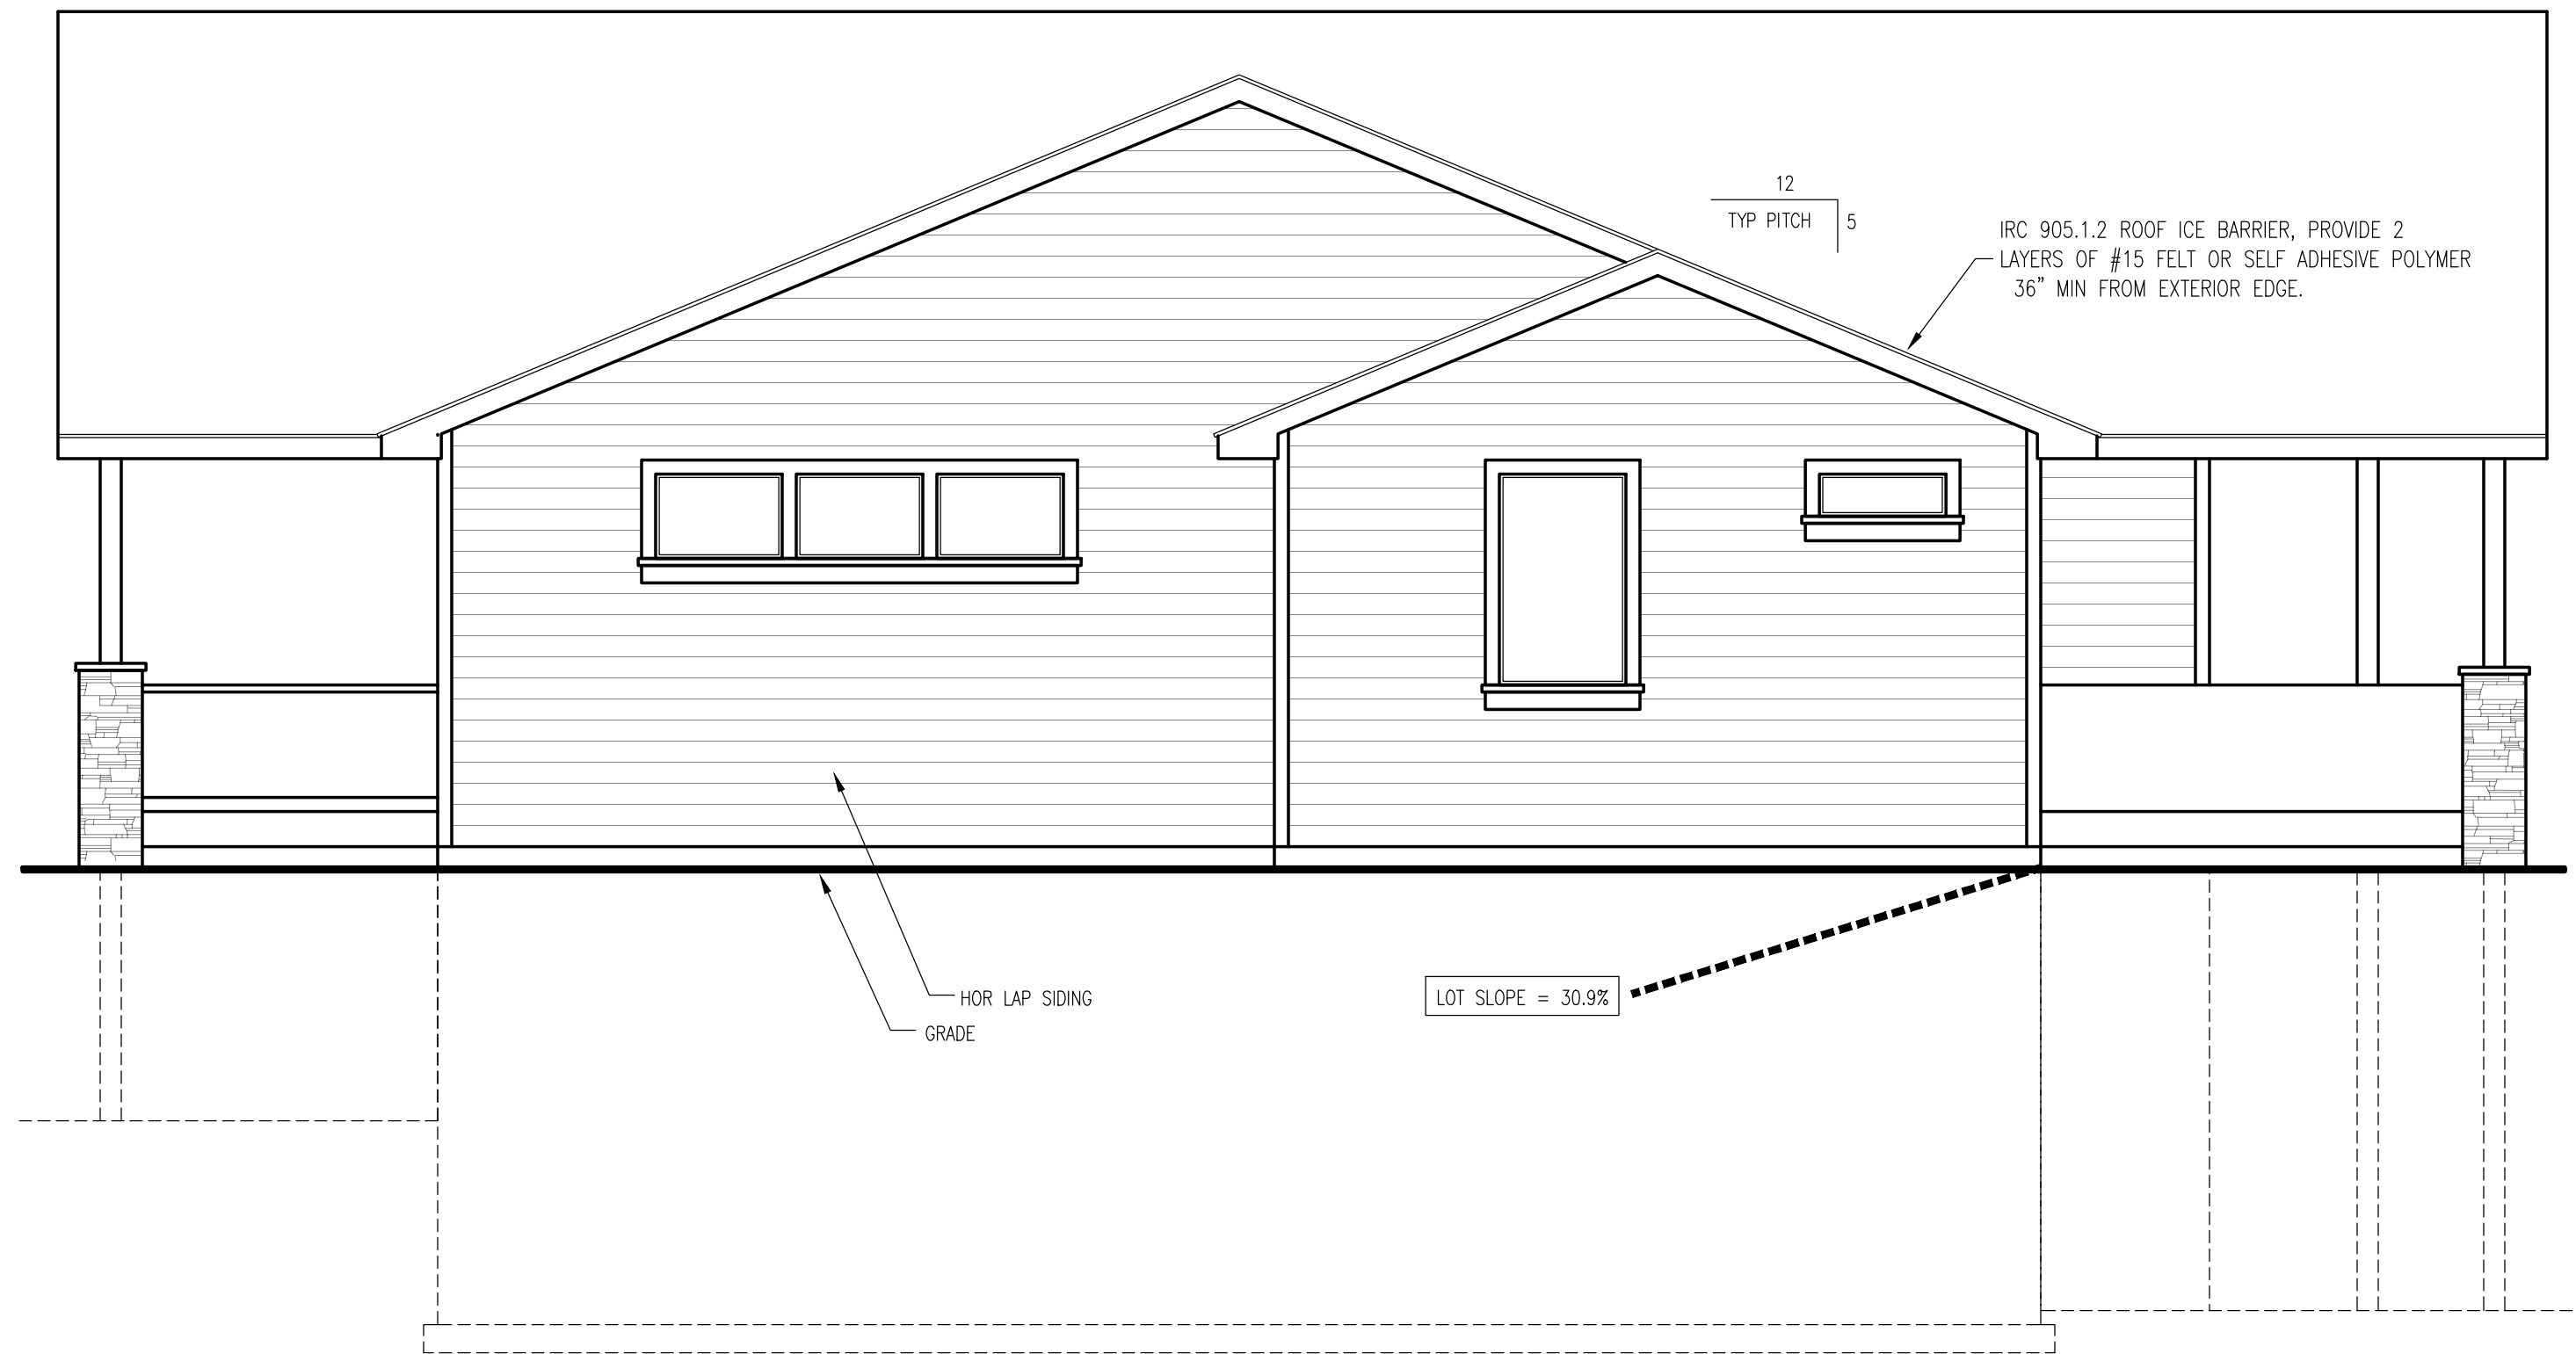 12
TYP PITCH 5
IRC 905.1.2 ROOF ICE BARRIER, PROVIDE 2
LAYERS OF #15 FELT OR SELF ADHESIVE POLYMER
36" MIN FROM EXTERIOR EDGE.
HOR LAP SIDING
GRADE
LOT SLOPE = 30.9%